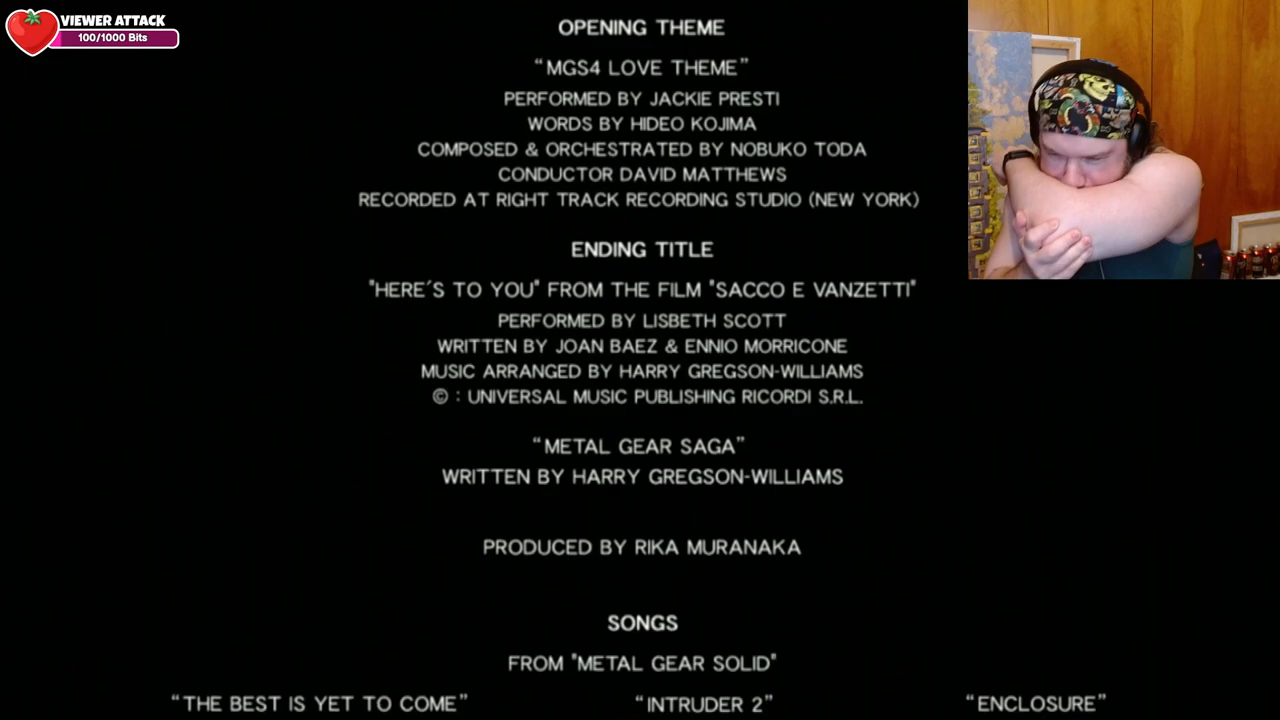 VIEWER ATTACK
100/1000 Bits
OPENING THEME
“MGS4 LOVE THEME”
PERFORMED BY JACKIE PRESTI
WORDS BY HIDEO KOJIMA
COMPOSED & ORCHESTRATED BY NOBUKO TODA
CONDUCTOR DAVID MATTHEWS
RECORDED AT RIGHT TRACK RECORDING STUDIO (NEW YORK)
ENDING TITLE
"HERE´S TO YOU" FROM THE FILM "SACCO E VANZETTI"
PERFORMED BY LISBETH SCOTT
WRITTEN BY JOAN BAEZ & ENNIO MORRICONE
MUSIC ARRANGED BY HARRY GREGSON-WILLIAMS
© : UNIVERSAL MUSIC PUBLISHING RICORDI S.R.L.
“METAL GEAR SAGA”
WRITTEN BY HARRY GREGSON-WILLIAMS
PRODUCED BY RIKA MURANAKA
SONGS
FROM "METAL GEAR SOLID"
“THE BEST IS YET TO COME” “INTRUDER 2” “ENCLOSURE”